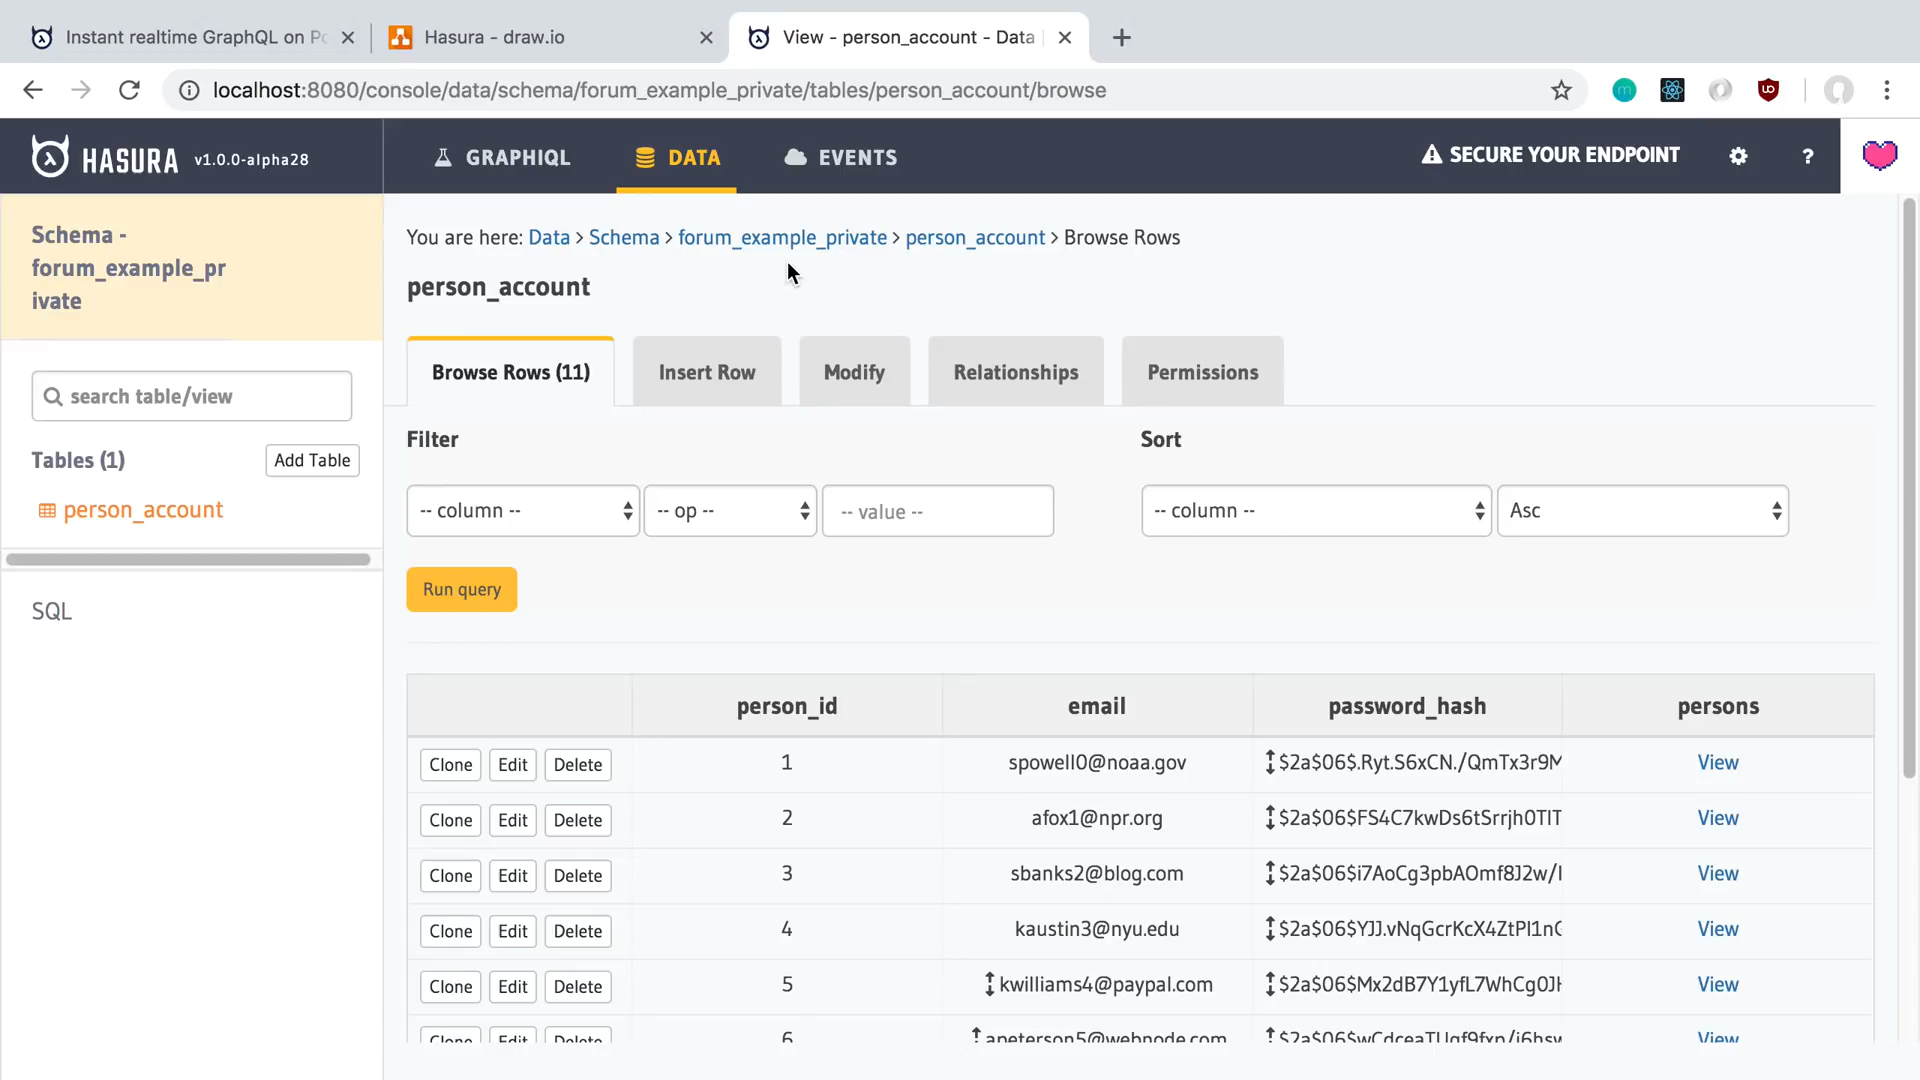 Instant realtime GraphQL on Po
Hasura - draw.io
View - person_account - Data
localhost:8080/console/data/schema/forum_example_private/tables/person_account/browse
HASURA v1.0.0-alpha28
GRAPHIQL
DATA
EVENTS
SECURE YOUR ENDPOINT
?
Schema -
forum_example_pr
ivate
search table/view
Tables (1)
Add Table
person_account
SQL
You are here: Data > Schema > forum_example_private > person_account > Browse Rows
person_account
Browse Rows (11)
Insert Row
Modify
Relationships
Permissions
Filter
Sort
-- column --
-- op --
-- value --
-- column --
Asc
Run query
person_id email password_hash persons
Clone Edit Delete 1 spowell0@noaa.gov $2a$06$.Ryt.S6xCN./QmTx3r9M View
Clone Edit Delete 2 afox1@npr.org $2a$06$FS4C7kwDs6tSrrjh0TIT View
Clone Edit Delete 3 sbanks2@blog.com $2a$06$i7AoCg3pbAOmf8J2w/I View
Clone Edit Delete 4 kaustin3@nyu.edu $2a$06$YJJ.vNqGcrKcX4ZtPI1n View
Clone Edit Delete 5 kwilliams4@paypal.com $2a$06$Mx2dB7Y1yfL7WhCg0J View
Clone Edit Delete 6 apeterson5@webnode.com View